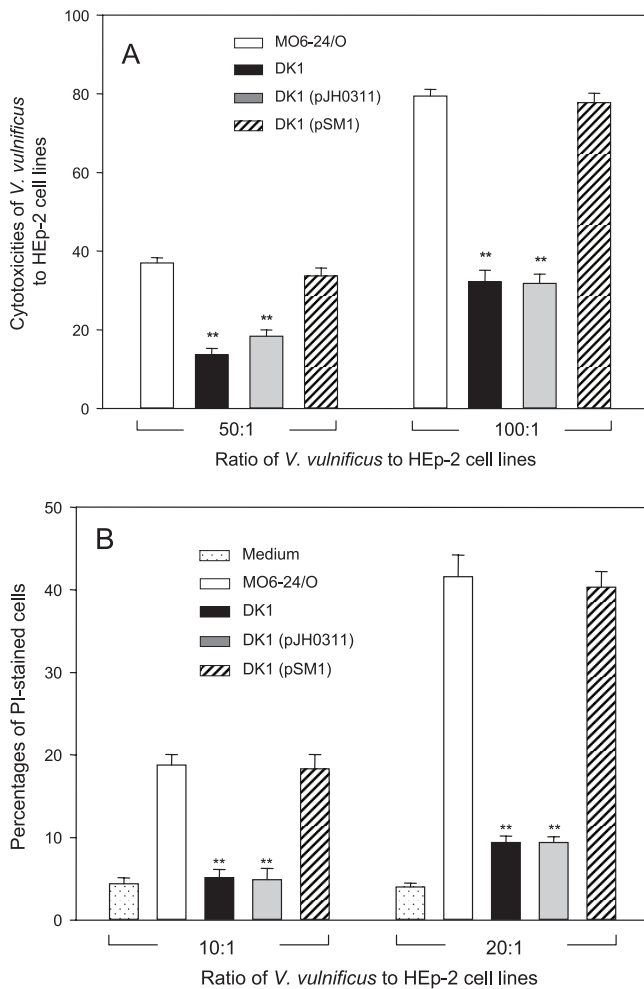 A
MO6-24/O
DK1
DK1 (pJH0311)
DK1 (pSM1)
Cytotoxicities of V. vulnificus
to HEp-2 cell lines
100
80
60
40
20
0
**
**
**
**
50:1
100:1
Ratio of V. vulnificus to HEp-2 cell lines
B
Medium
MO6-24/O
DK1
DK1 (pJH0311)
DK1 (pSM1)
Percentages of PI-stained cells
50
40
30
20
10
0
**
**
**
**
10:1
20:1
Ratio of V. vulnificus to HEp-2 cell lines